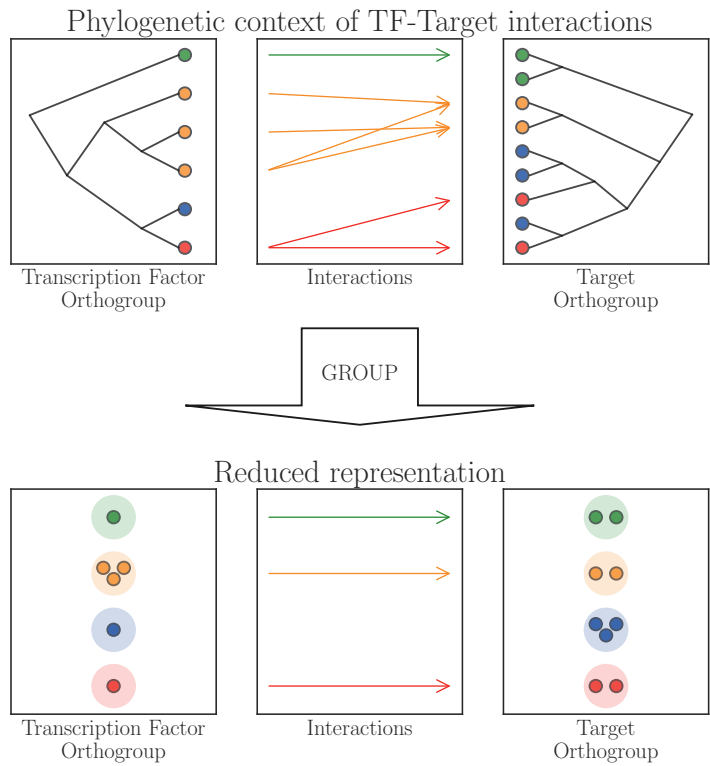 Phylogenetic context of TF-Target interactions
Transcription Factor
Orthogroup
Interactions
Target
Orthogroup
GROUP
Reduced representation
Transcription Factor
Orthogroup
Interactions
Target
Orthogroup